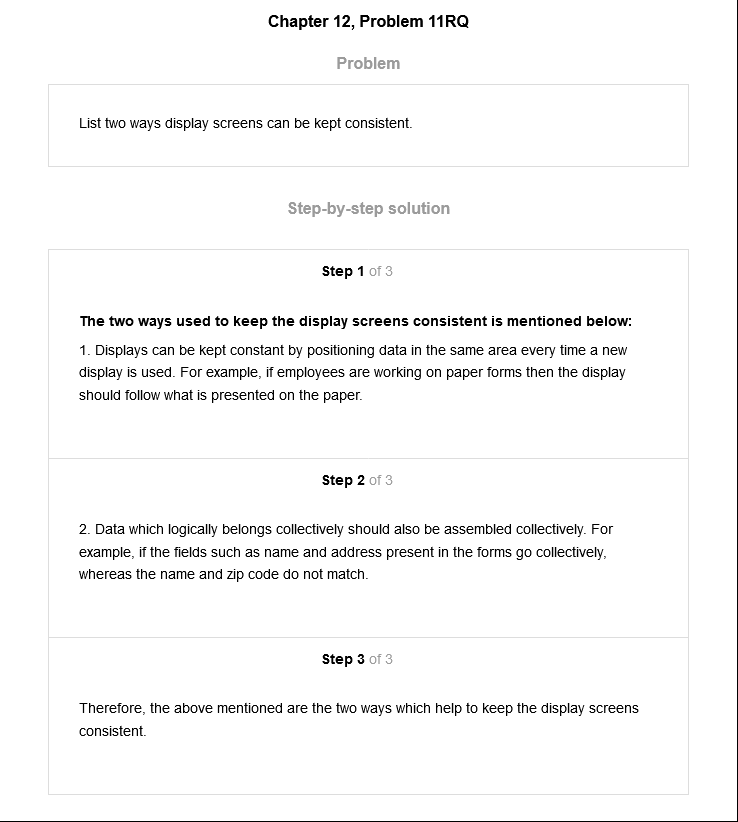 Chapter 12, Problem 11RQ
Problem
List two ways display screens can be kept consistent.
Step-by-step solution
Step 1 of 3
The two ways used to keep the display screens consistent is mentioned below:
1. Displays can be kept constant by positioning data in the same area every time a new
display is used. For example, if employees are working on paper forms then the display
should follow what is presented on the paper.
Step 2 of 3
2. Data which logically belongs collectively should also be assembled collectively. For
example, if the fields such as name and address present in the forms go collectively,
whereas the name and zip code do not match.
Step 3 of 3
Therefore, the above mentioned are the two ways which help to keep the display screens
consistent.